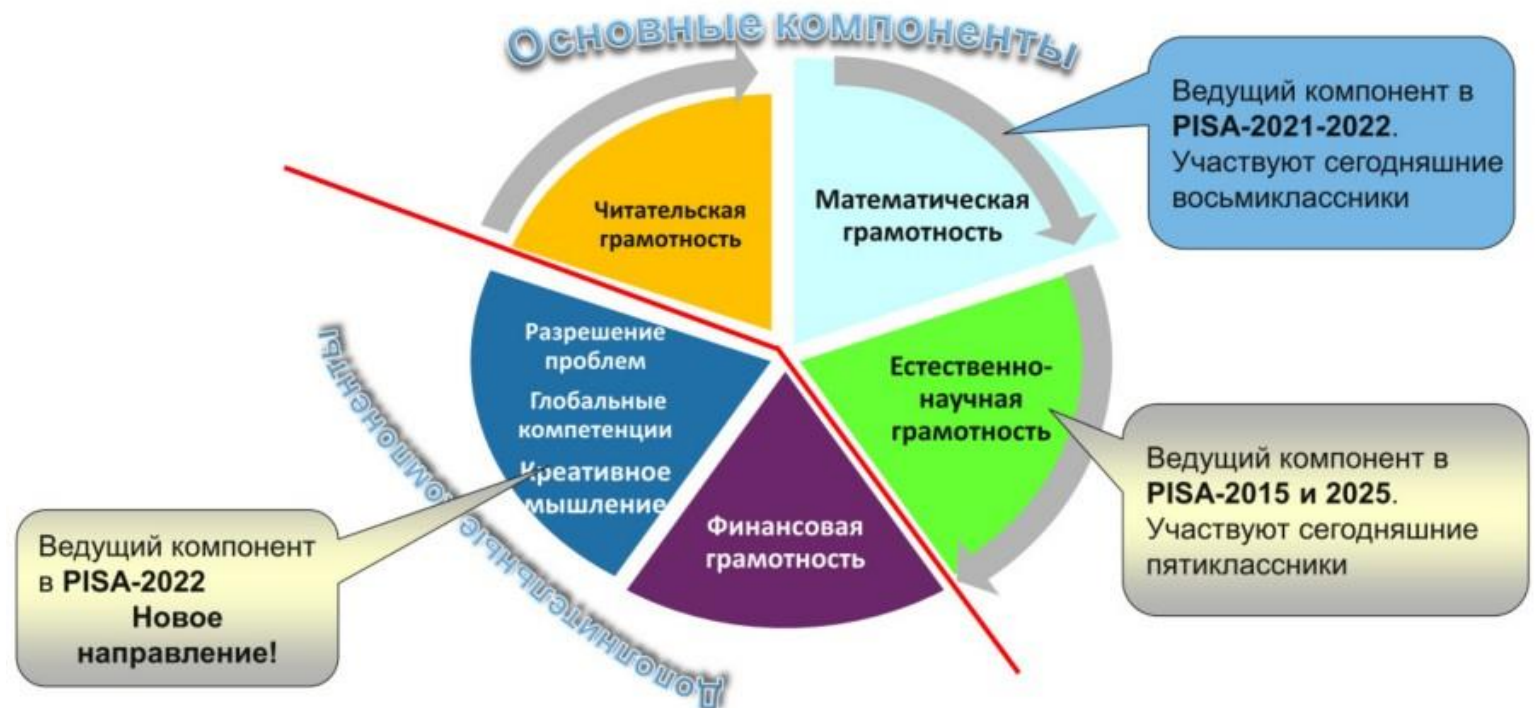 Основные компоненты
Ведущий компонент в
PISA-2021-2022.
Участвуют сегодняшние
восьмиклассники
Читательская
грамотность
Математическая
грамотность
Разрешение
проблем
Глобальные
компетенции
Креативное
мышление
Естественно-
научная
грамотность
Финансовая
грамотность
Ведущий компонент в
PISA-2015 и 2025.
Участвуют сегодняшние
пятиклассники
Ведущий компонент
в PISA-2022
Новое
направление!
Дополнительные компоненты